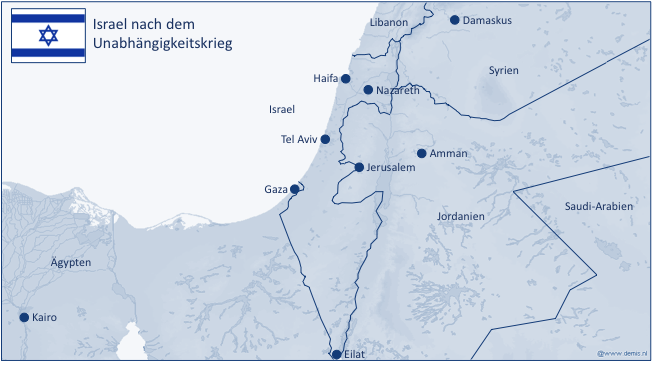 Israel nach dem
Unabhängigkeitskrieg
Libanon
Damaskus
Syrien
Haifa
Nazareth
Israel
Tel Aviv
Amman
Jerusalem
Gaza
Saudi-Arabien
Jordanien
Ägypten
Kairo
Eilat
@www.demis.nl